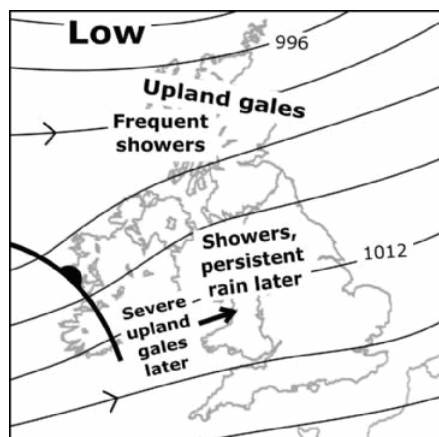 Low
996
Upland gales
Frequent
showers
Showers,
persistent
rain later
1012
Severe
upland
gales
later